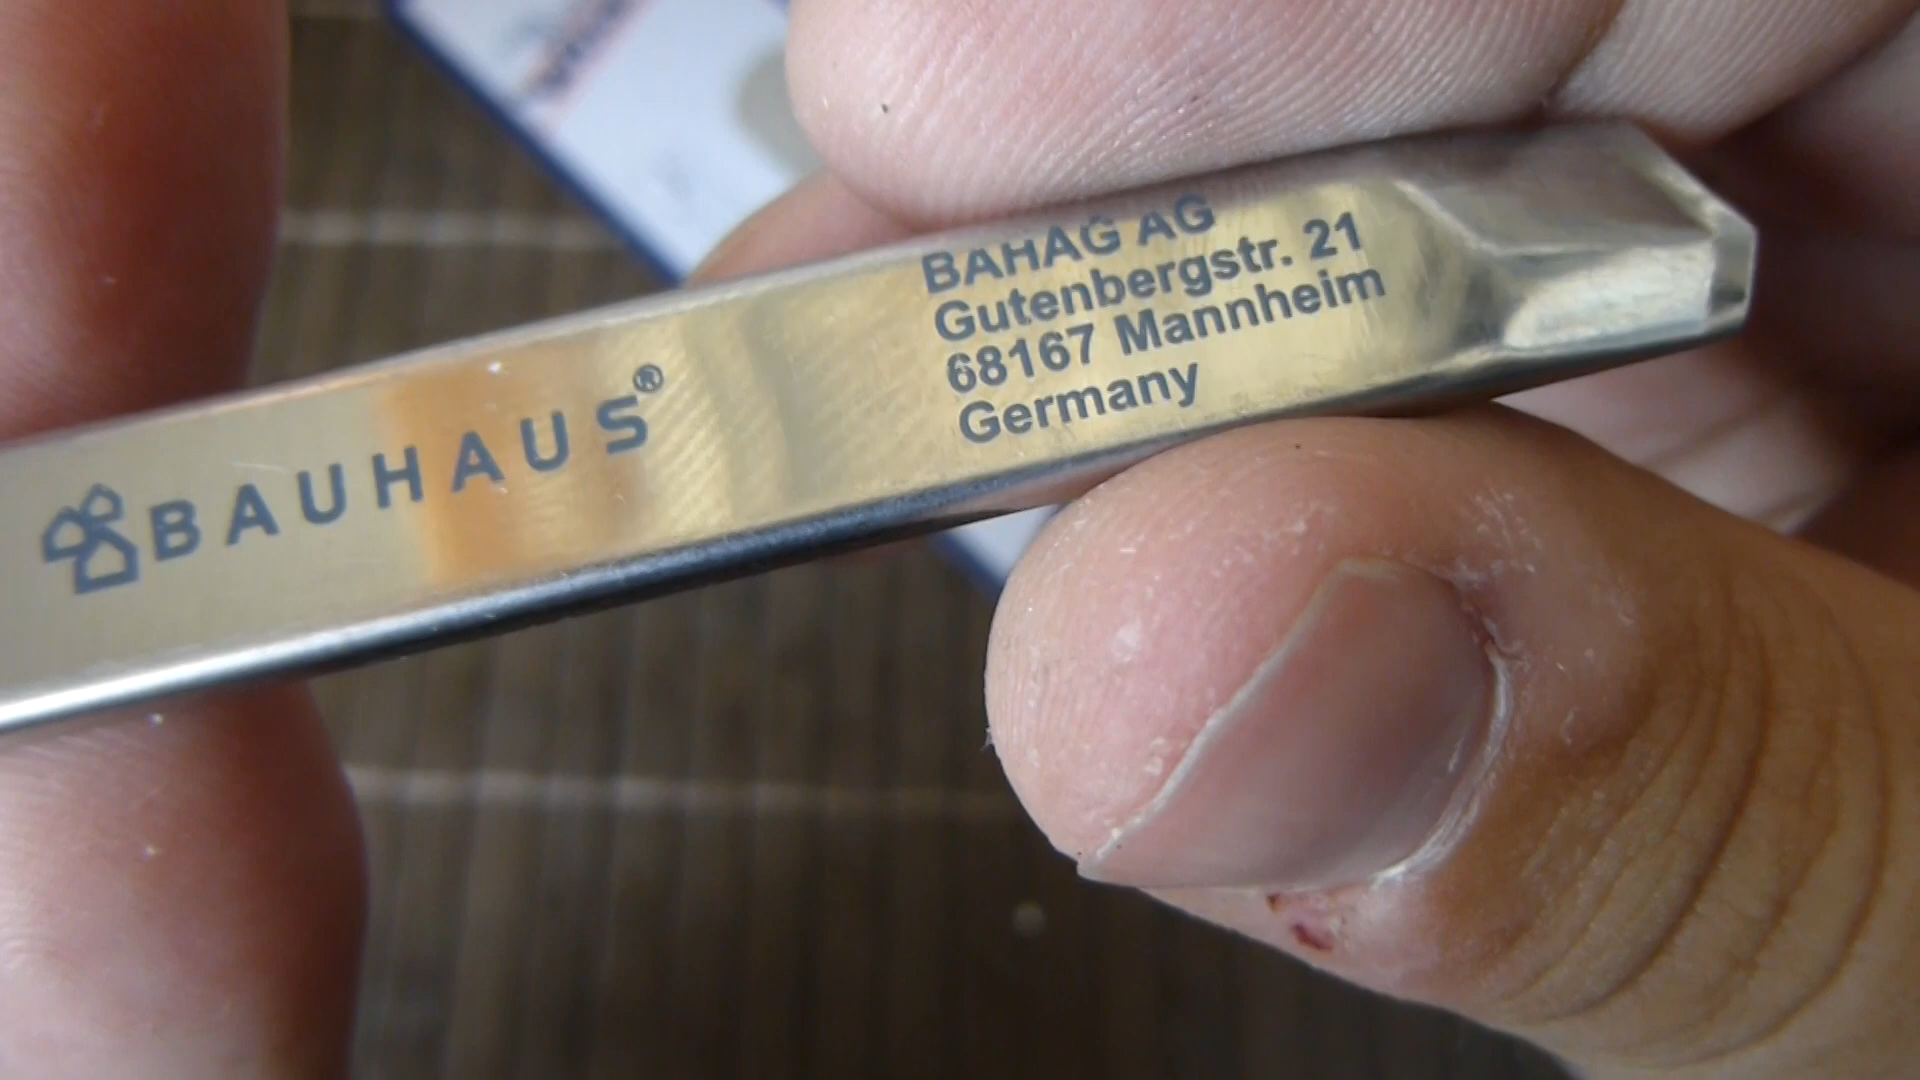 BAUHAUS®
BAHAG AG
Gutenbergstr. 21
68167 Mannheim
Germany